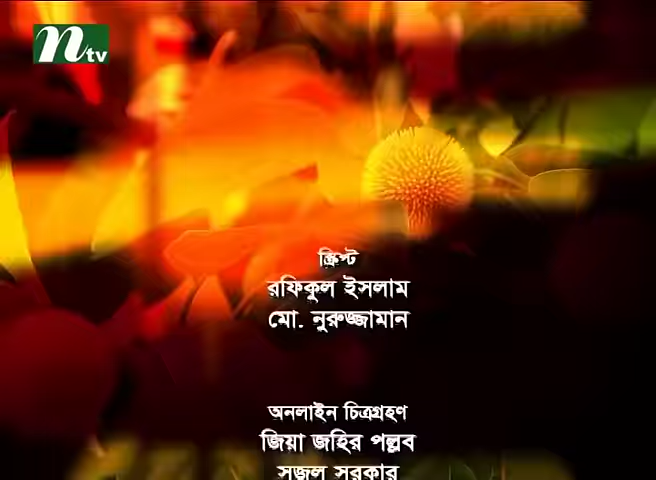 ntv
স্ক্রিপ্ট
রফিকুল ইসলাম
মো. নুরুজ্জামান
অনলাইন চিত্রগ্রহণ
জিয়া জহির পল্লব
সজল সরকার